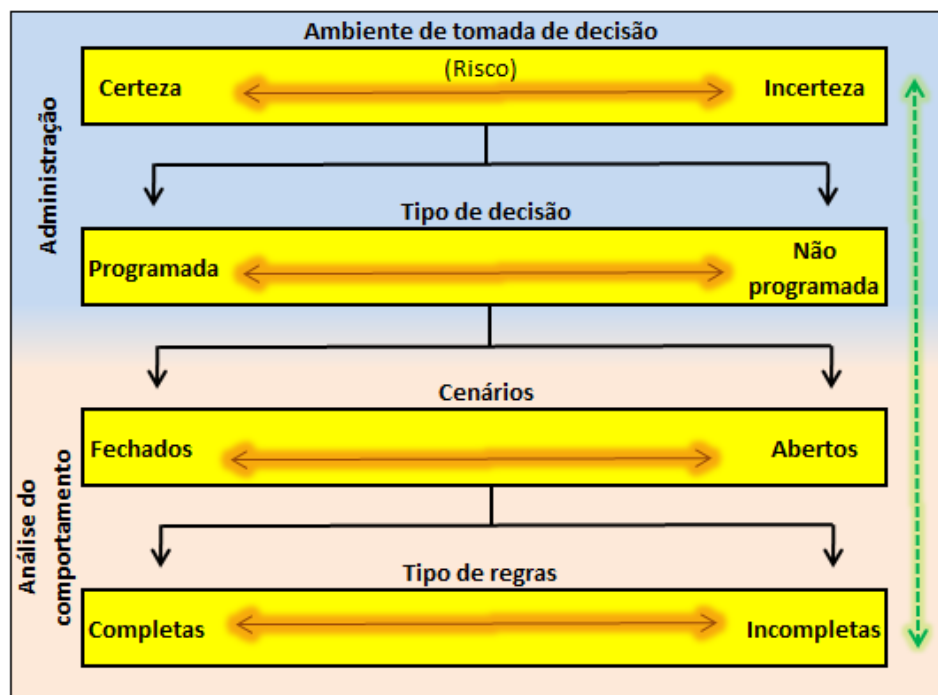 Ambiente de tomada de decisão
(Risco)
Certeza
Incerteza
Administração
Tipo de decisão
Programada
Não
programada
Cenários
Fechados
Abertos
Análise do
comportamento
Tipo de regras
Completas
Incompletas